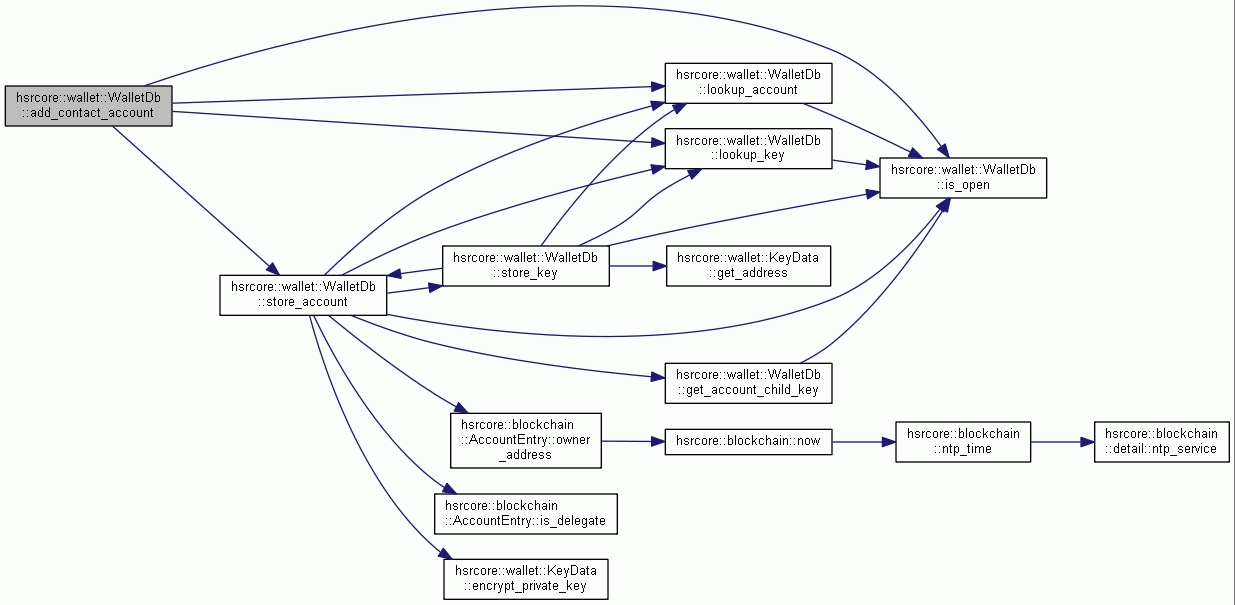 hsrcore::wallet::WalletDb
::add_contact_account
hsrcore::wallet::WalletDb
::lookup_account
hsrcore::wallet::WalletDb
::lookup_key
hsrcore::wallet::WalletDb
::is_open
hsrcore::wallet::WalletDb
::store_key
hsrcore::wallet::KeyData
::get_address
hsrcore::wallet::WalletDb
::store_account
hsrcore::wallet::WalletDb
::get_account_child_key
hsrcore::blockchain
::AccountEntry::owner
_address
hsrcore::blockchain::now
hsrcore::blockchain
::ntp_time
hsrcore::blockchain
::detail::ntp_service
hsrcore::blockchain
::AccountEntry::is_delegate
hsrcore::wallet::KeyData
::encrypt_private_key